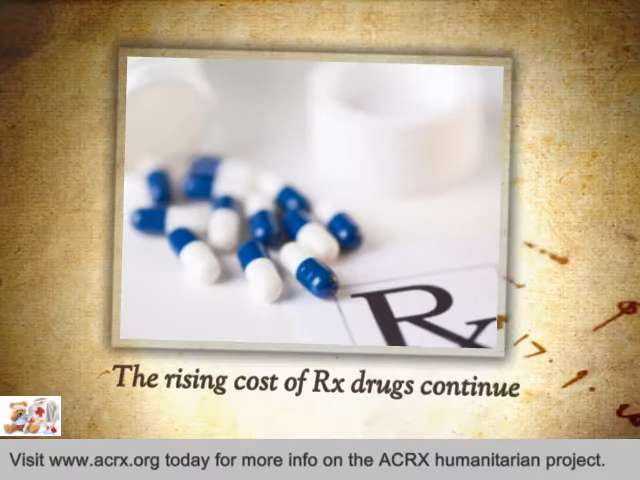 Rx
The rising cost of Rx drugs continue
Visit www.acrx.org today for more info on the ACRX humanitarian project.